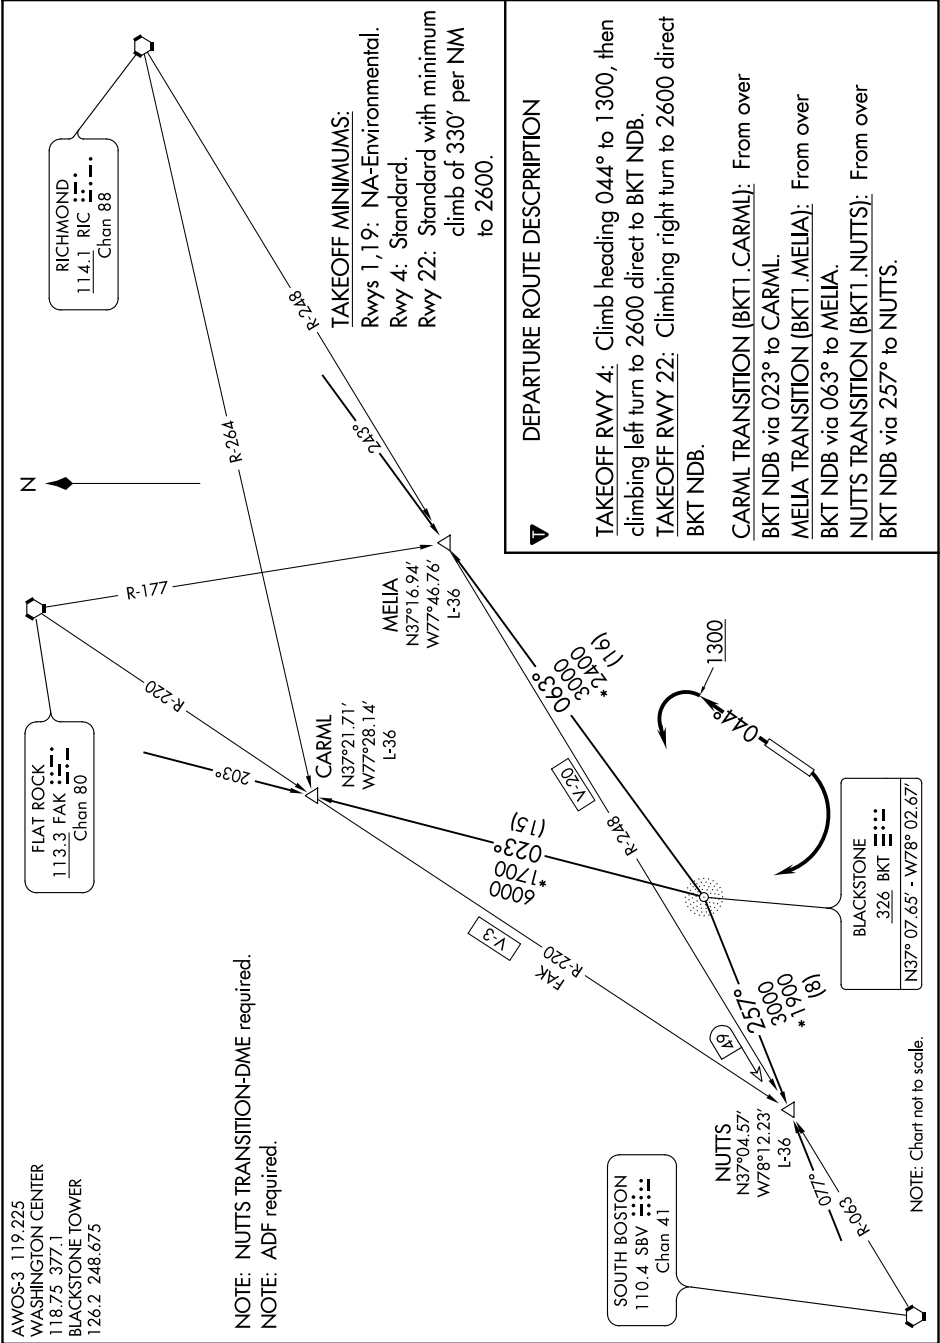 AWOS-3 119.225
WASHINGTON CENTER
118.75 377.1
BLACKSTONE TOWER
126.2 248.675
NOTE: NUTTS TRANSITION-DME required.
NOTE: ADF required.
FLAT ROCK
113.3 FAK
Chan 80
RICHMOND
114.1 RIC
Chan 88
N
TAKEOFF MINIMUMS:
Rwys 1,19: NA-Environmental.
Rwy 4: Standard.
Rwy 22: Standard with minimum
climb of 330' per NM
to 2600.
R-220
R-177
R-264
R-248
203°
243°
CARML
N37°21.71'
W77°28.14'
L-36
MELIA
N37°16.94'
W77°46.76'
L-36
6000
*1700
023°
(15)
V-3
FAK
R-220
V-20
R-248
063°
3000
*2400
(16)
49
257°
3000
*1900
(8)
1300
044°
NUTTS
N37°04.57'
W78°12.23'
L-36
077°
R-063
SOUTH BOSTON
110.4 SBV
Chan 41
BLACKSTONE
326 BKT
N37° 07.65' - W78° 02.67'
NOTE: Chart not to scale.
T
DEPARTURE ROUTE DESCPRIPTION
TAKEOFF RWY 4: Climb heading 044° to 1300, then
climbing left turn to 2600 direct to BKT NDB.
TAKEOFF RWY 22: Climbing right turn to 2600 direct
BKT NDB.
CARML TRANSITION (BKT1.CARML): From over
BKT NDB via 023° to CARML.
MELIA TRANSITION (BKT1.MELIA): From over
BKT NDB via 063° to MELIA.
NUTTS TRANSITION (BKT1.NUTTS): From over
BKT NDB via 257° to NUTTS.